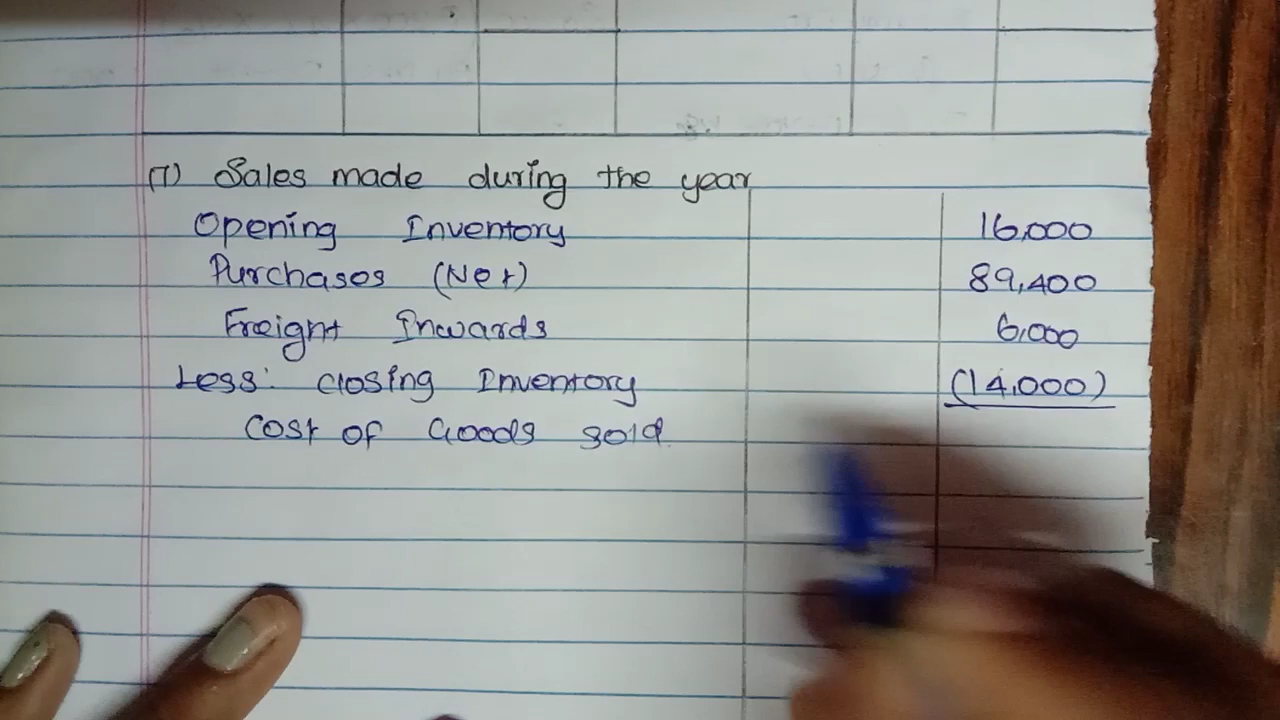 (7) Sales made during the year
Opening Inventory 16,000
Purchases (Net) 89,400
Freight Inwards 6,000
Less: Closing Inventory (14,000)
Cost of Goods sold